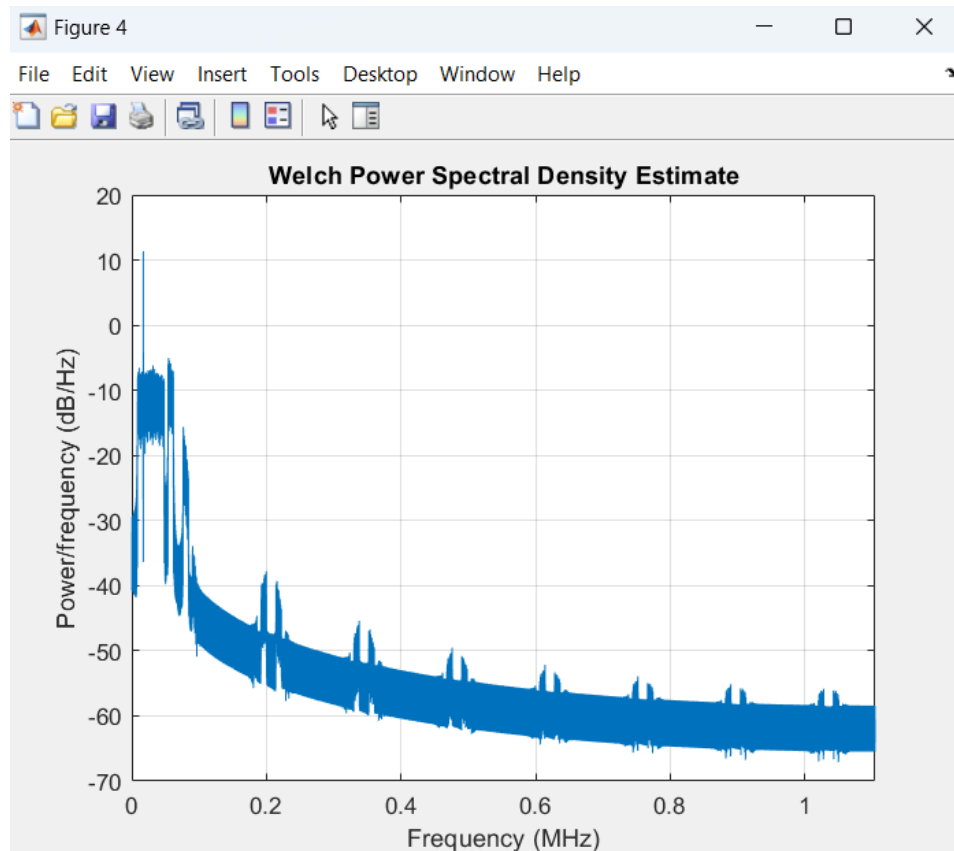 Figure 4
File Edit View Insert Tools Desktop Window Help
Welch Power Spectral Density Estimate
20
10
0
-10
-20
-30
-40
-50
-60
-70
Power/frequency (dB/Hz)
0 0.2 0.4 0.6 0.8 1
Frequency (MHz)